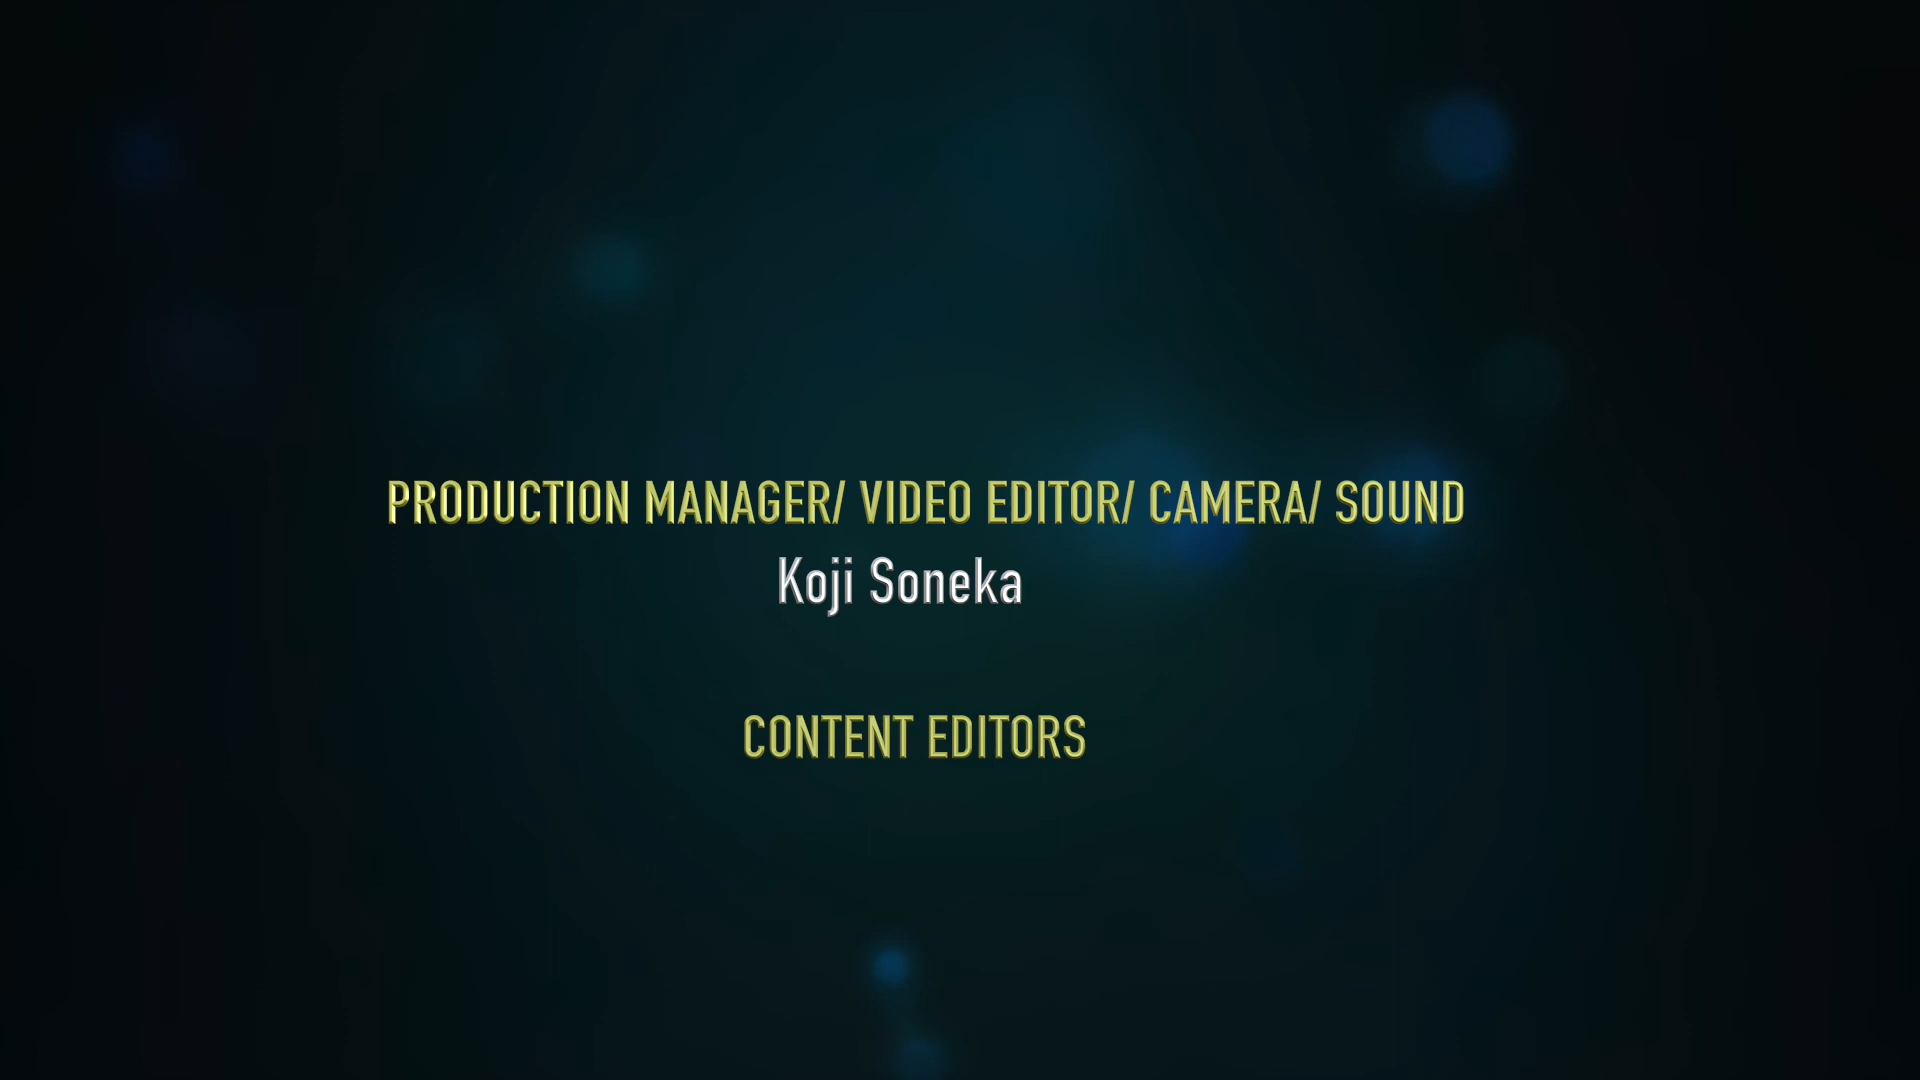 PRODUCTION MANAGER/ VIDEO EDITOR/ CAMERA/ SOUND
Koji Soneka
CONTENT EDITORS